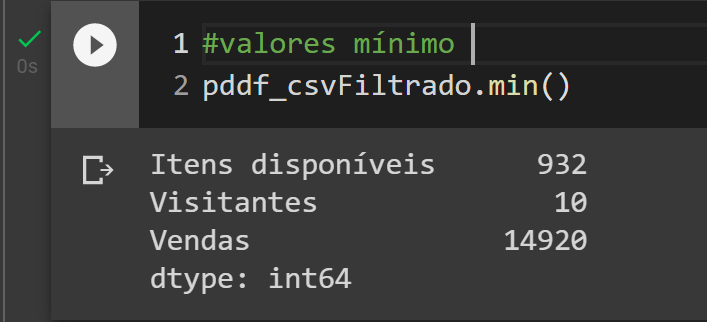 1 #valores mínimo
0s
2 pddf_csvFiltrado.min()
Itens disponíveis 932
Visitantes 10
Vendas 14920
dtype: int64